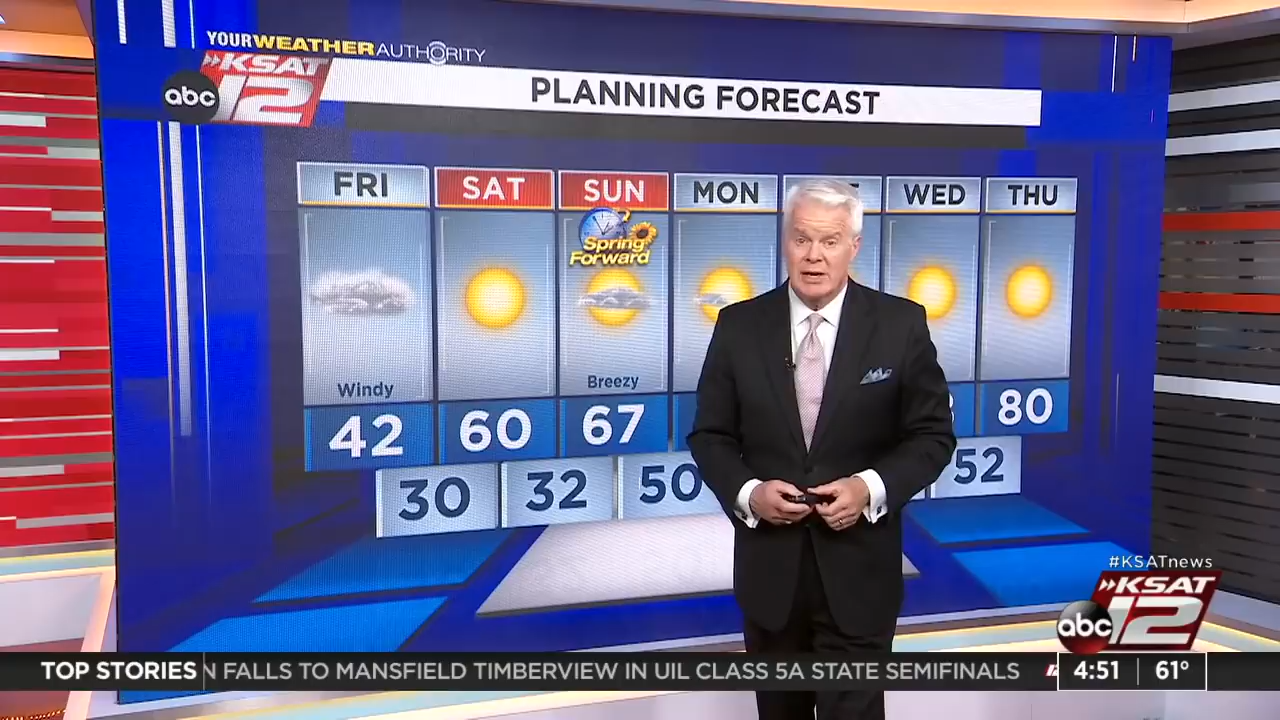 YOURWEATHERAUTHORITY
KSAT
abc 12
PLANNING FORECAST
FRI SAT SUN MON WED THU
Spring
Forward
Windy Breezy
42 60 67 80
30 32 50 52
#KSATnews
KSAT
abc 12
TOP STORIES N FALLS TO MANSFIELD TIMBERVIEW IN UIL CLASS 5A STATE SEMIFINALS 4:51 61°